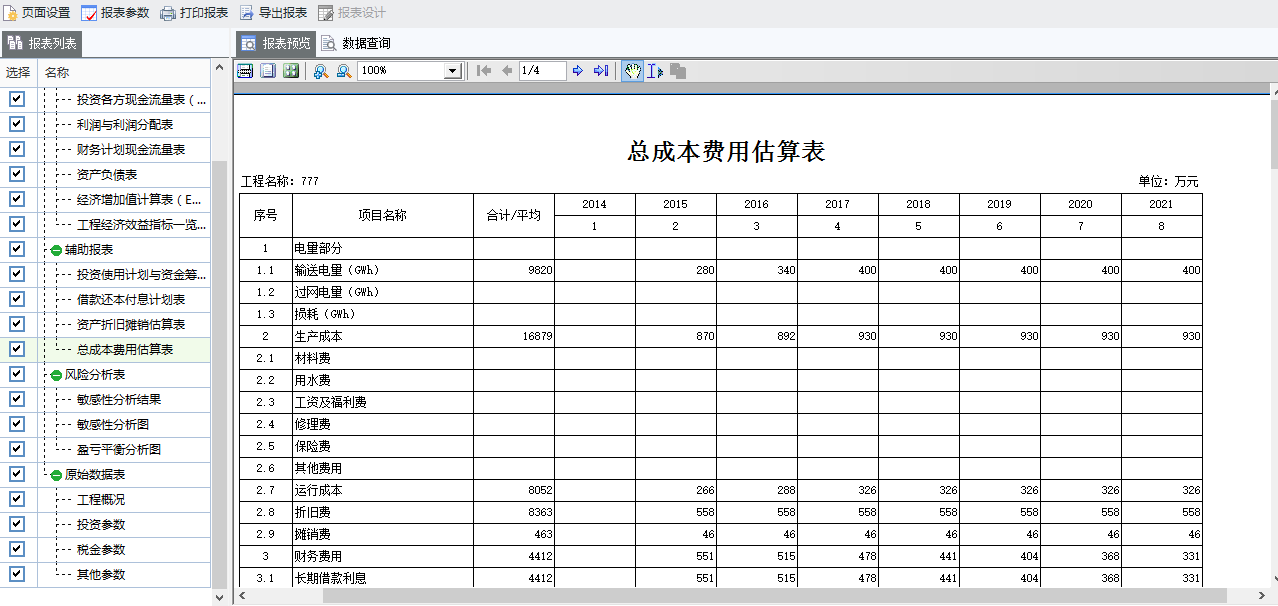 页面设置 报表参数 打印报表 导出报表 报表设计
报表列表
选择 名称
投资各方现金流量表（...
利润与利润分配表
财务计划现金流量表
资产负债表
经济增加值计算表（E...
工程经济效益指标一览...
辅助报表
投资使用计划与资金筹...
借款还本付息计划表
资产折旧摊销估算表
总成本费用估算表
风险分析表
敏感性分析结果
敏感性分析图
盈亏平衡分析图
原始数据表
工程概况
投资参数
税金参数
其他参数
报表预览 数据查询
100% 1/4
总成本费用估算表
工程名称：777 单位：万元
序号 项目名称 合计/平均 2014 2015 2016 2017 2018 2019 2020 2021
1 2 3 4 5 6 7 8
1 电量部分
1.1 输送电量（GWh） 9820 280 340 400 400 400 400 400
1.2 过网电量（GWh）
1.3 损耗（GWh）
2 生产成本 16879 870 892 930 930 930 930 930
2.1 材料费
2.2 用水费
2.3 工资及福利费
2.4 修理费
2.5 保险费
2.6 其他费用
2.7 运行成本 8052 266 288 326 326 326 326 326
2.8 折旧费 8363 558 558 558 558 558 558 558
2.9 摊销费 463 46 46 46 46 46 46 46
3 财务费用 4412 551 515 478 441 404 368 331
3.1 长期借款利息 4412 551 515 478 441 404 368 331